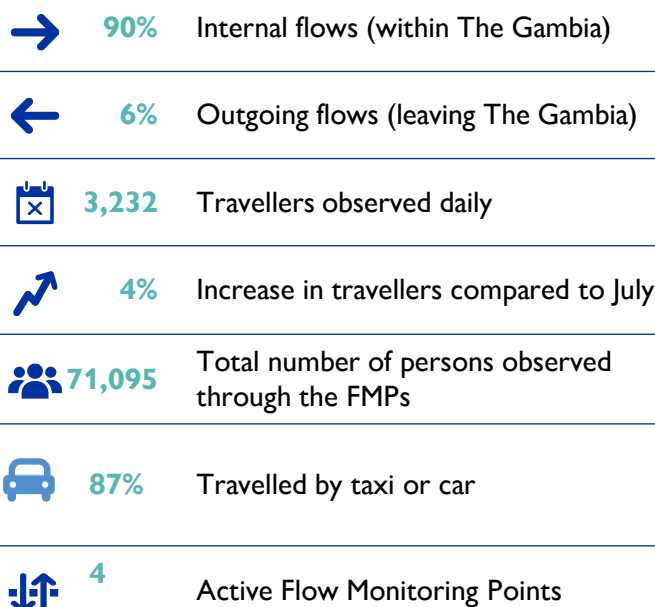 90% Internal flows (within The Gambia)
6% Outgoing flows (leaving The Gambia)
3,232 Travellers observed daily
4% Increase in travellers compared to July
71,095 Total number of persons observed
through the FMPs
87% Travelled by taxi or car
4 Active Flow Monitoring Points